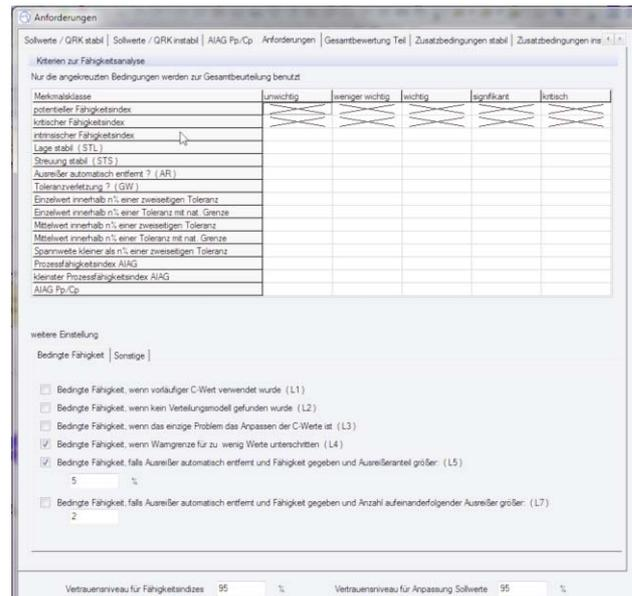 Anforderungen
Sollwerte / QRK stabil | Sollwerte / QRK instabil | AIAG Pp/Cp | Anforderungen | Gesamtbewertung Teil | Zusatzbedingungen stabil | Zusatzbedingungen ins
Kriterien zur Fähigkeitsanalyse
Nur die angekreuzten Bedingungen werden zur Gesamtbeurteilung benutzt
Merkmalsklasse unwichtig weniger wichtig wichtig signifikant kritisch
potentieller Fähigkeitsindex
kritischer Fähigkeitsindex
intrinsischer Fähigkeitsindex
Lage stabil ( STL )
Streuung stabil ( STS )
Ausreißer automatisch entfernt ? ( AR )
Toleranzverletzung ? ( GW )
Einzelwert innerhalb n% einer zweiseitigen Toleranz
Einzelwert innerhalb n% einer Toleranz mit nat. Grenze
Mittelwert innerhalb n% einer zweiseitigen Toleranz
Mittelwert innerhalb n% einer Toleranz mit nat. Grenze
Spannweite kleiner als n% einer zweiseitigen Toleranz
Prozessfähigkeitsindex AIAG
kleinster Prozessfähigkeitsindex AIAG
AIAG Pp/Cp
weitere Einstellung
Bedingte Fähigkeit | Sonstige |
Bedingte Fähigkeit, wenn vorläufiger C-Wert verwendet wurde ( L1 )
Bedingte Fähigkeit, wenn kein Verteilungsmodell gefunden wurde ( L2 )
Bedingte Fähigkeit, wenn das einzige Problem das Anpassen der C-Werte ist ( L3 )
Bedingte Fähigkeit, wenn Warngrenze für zu wenig Werte unterschritten ( L4 )
Bedingte Fähigkeit, falls Ausreißer automatisch entfernt und Fähigkeit gegeben und Ausreißeranteil größer: ( L5 )
5 %
Bedingte Fähigkeit, falls Ausreißer automatisch entfernt und Fähigkeit gegeben und Anzahl aufeinanderfolgender Ausreißer größer: ( L7 )
2
Vertrauensniveau für Fähigkeitsindizes 95 % Vertrauensniveau für Anpassung Sollwerte 95 %